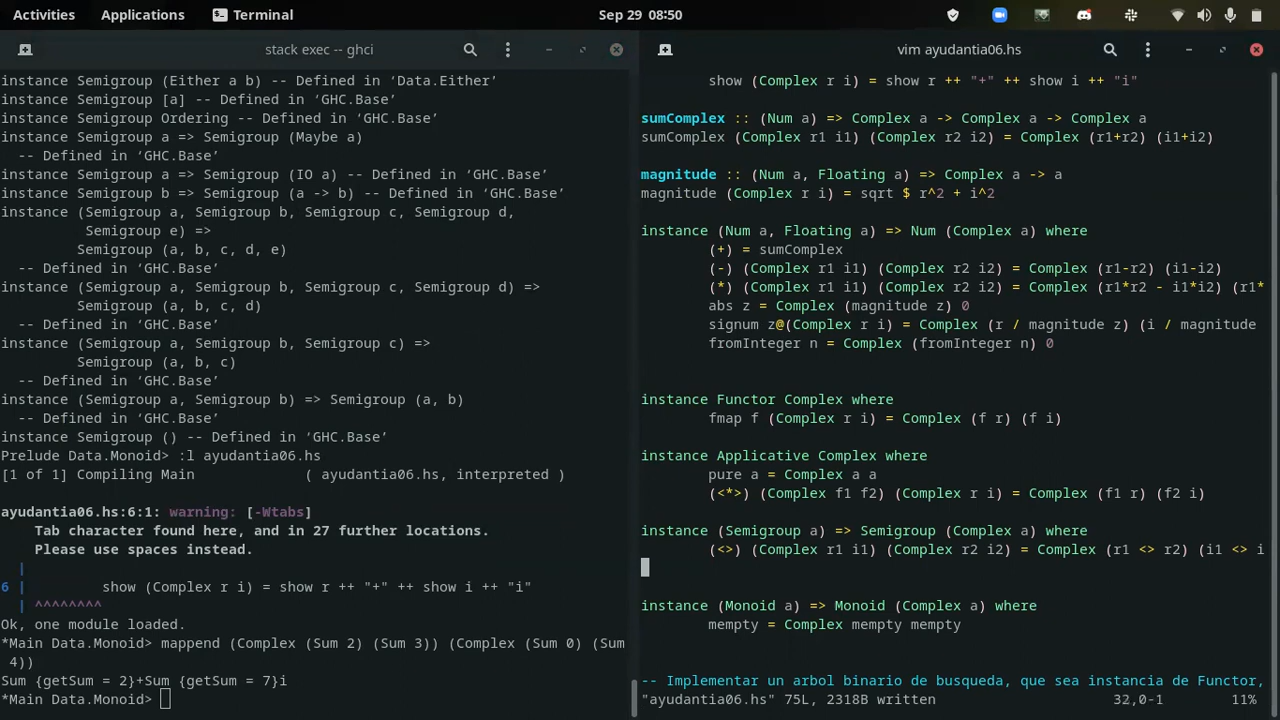 Activities Applications Terminal Sep 29 08:50
stack exec -- ghci
instance Semigroup (Either a b) -- Defined in ‘Data.Either’
instance Semigroup [a] -- Defined in ‘GHC.Base’
instance Semigroup Ordering -- Defined in ‘GHC.Base’
instance Semigroup a => Semigroup (Maybe a)
-- Defined in ‘GHC.Base’
instance Semigroup a => Semigroup (IO a) -- Defined in ‘GHC.Base’
instance Semigroup b => Semigroup (a -> b) -- Defined in ‘GHC.Base’
instance (Semigroup a, Semigroup b, Semigroup c, Semigroup d,
Semigroup e) =>
Semigroup (a, b, c, d, e)
-- Defined in ‘GHC.Base’
instance (Semigroup a, Semigroup b, Semigroup c, Semigroup d) =>
Semigroup (a, b, c, d)
-- Defined in ‘GHC.Base’
instance (Semigroup a, Semigroup b, Semigroup c) =>
Semigroup (a, b, c)
-- Defined in ‘GHC.Base’
instance (Semigroup a, Semigroup b) => Semigroup (a, b)
-- Defined in ‘GHC.Base’
instance Semigroup () -- Defined in ‘GHC.Base’
Prelude Data.Monoid> :l ayudantia06.hs
[1 of 1] Compiling Main ( ayudantia06.hs, interpreted )
ayudantia06.hs:6:1: warning: [-Wtabs]
Tab character found here, and in 27 further locations.
Please use spaces instead.
|
6 | show (Complex r i) = show r ++ "+" ++ show i ++ "i"
| ^^^^^^^^
Ok, one module loaded.
*Main Data.Monoid> mappend (Complex (Sum 2) (Sum 3)) (Complex (Sum 0) (Sum
4))
Sum {getSum = 2}+Sum {getSum = 7}i
*Main Data.Monoid>
vim ayudantia06.hs
show (Complex r i) = show r ++ "+" ++ show i ++ "i"
sumComplex :: (Num a) => Complex a -> Complex a -> Complex a
sumComplex (Complex r1 i1) (Complex r2 i2) = Complex (r1+r2) (i1+i2)
magnitude :: (Num a, Floating a) => Complex a -> a
magnitude (Complex r i) = sqrt $ r^2 + i^2
instance (Num a, Floating a) => Num (Complex a) where
(+) = sumComplex
(-) (Complex r1 i1) (Complex r2 i2) = Complex (r1-r2) (i1-i2)
(*) (Complex r1 i1) (Complex r2 i2) = Complex (r1*r2 - i1*i2) (r1*
abs z = Complex (magnitude z) 0
signum z@(Complex r i) = Complex (r / magnitude z) (i / magnitude
fromInteger n = Complex (fromInteger n) 0
instance Functor Complex where
fmap f (Complex r i) = Complex (f r) (f i)
instance Applicative Complex where
pure a = Complex a a
(<*>) (Complex f1 f2) (Complex r i) = Complex (f1 r) (f2 i)
instance (Semigroup a) => Semigroup (Complex a) where
(<>) (Complex r1 i1) (Complex r2 i2) = Complex (r1 <> r2) (i1 <> i
instance (Monoid a) => Monoid (Complex a) where
mempty = Complex mempty mempty
-- Implementar un arbol binario de busqueda, que sea instancia de Functor,
"ayudantia06.hs" 75L, 2318B written 32,0-1 11%